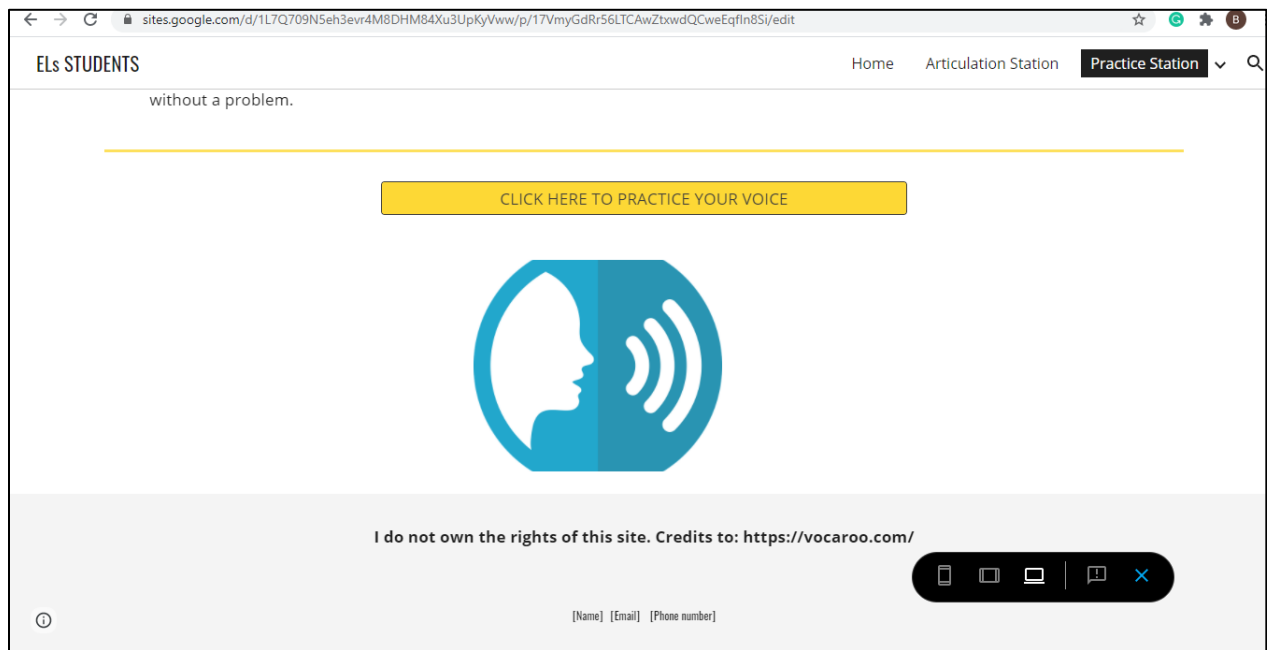 sites.google.com/d/1L7Q709N5eh3evr4M8DHM84Xu3UpKyVww/p/17VmyGdRr56LTCAwZtxwdQCweEqfln8Si/edit
G B
ELs STUDENTS Home Articulation Station Practice Station
without a problem.
CLICK HERE TO PRACTICE YOUR VOICE
I do not own the rights of this site. Credits to: https://vocaroo.com/
[Name] [Email] [Phone number]